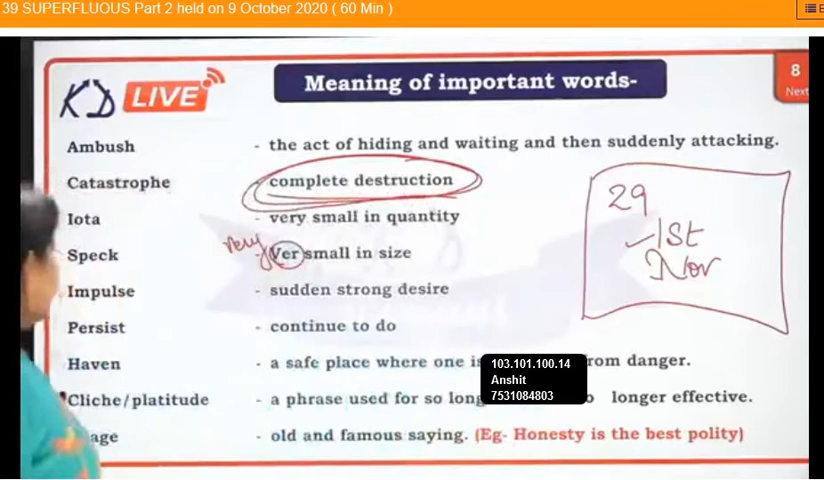 39 SUPERFLUOUS Part 2 held on 9 October 2020 ( 60 Min )
KD LIVE
Meaning of important words-
8
Next
Ambush - the act of hiding and waiting and then suddenly attacking.
Catastrophe complete destruction
Iota - very small in quantity
very
Speck - Ver small in size
Impulse - sudden strong desire
Persist - continue to do
Haven - a safe place where one is rom danger.
Cliche/platitude - a phrase used for so long o longer effective.
age - old and famous saying. (Eg- Honesty is the best polity)
29
1st
Nov
103.101.100.14
Anshit
7531084803